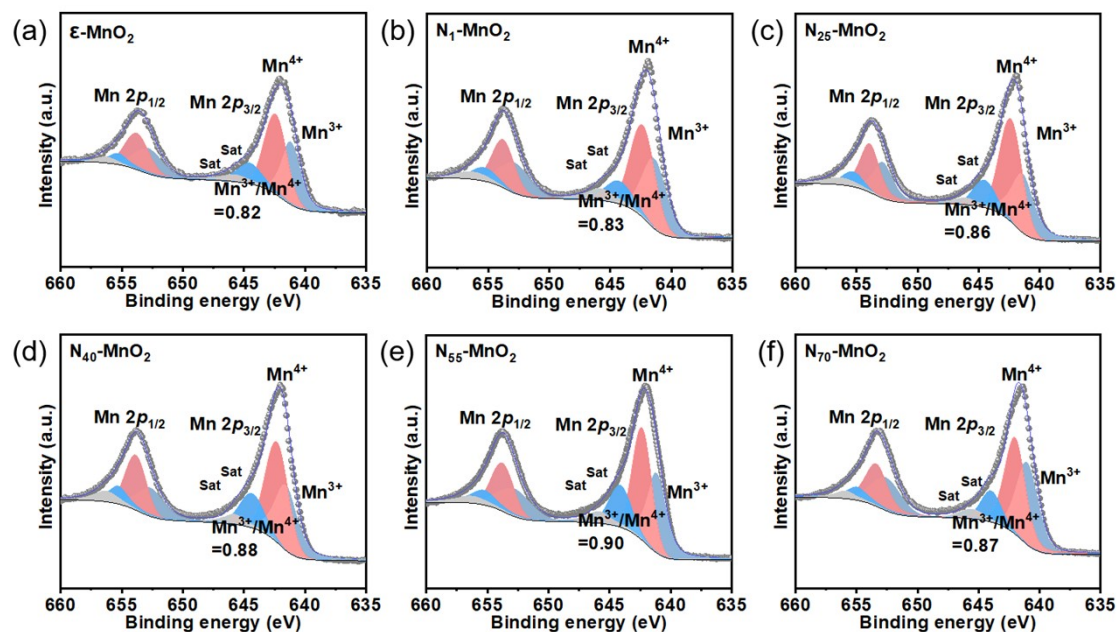 (a)
ε-MnO₂
Mn⁴⁺
Mn 2p₁/₂
Mn 2p₃/₂
Mn³⁺
Sat
Sat
Mn³⁺/Mn⁴⁺
=0.82
Intensity (a.u.)
660 655 650 645 640 635
Binding energy (eV)
(b)
N₁-MnO₂
Mn⁴⁺
Mn 2p₁/₂
Mn 2p₃/₂
Mn³⁺
Sat
Sat
Mn³⁺/Mn⁴⁺
=0.83
Intensity (a.u.)
660 655 650 645 640 635
Binding energy (eV)
(c)
N₂₅-MnO₂
Mn⁴⁺
Mn 2p₁/₂
Mn 2p₃/₂
Mn³⁺
Sat
Mn³⁺/Mn⁴⁺
=0.86
Intensity (a.u.)
660 655 650 645 640 635
Binding energy (eV)
(d)
N₄₀-MnO₂
Mn⁴⁺
Mn 2p₁/₂
Mn 2p₃/₂
Mn³⁺
Sat
Sat
Mn³⁺/Mn⁴⁺
=0.88
Intensity (a.u.)
660 655 650 645 640 635
Binding energy (eV)
(e)
N₅₅-MnO₂
Mn⁴⁺
Mn 2p₁/₂
Mn 2p₃/₂
Mn³⁺
Sat
Sat
Mn³⁺/Mn⁴⁺
=0.90
Intensity (a.u.)
660 655 650 645 640 635
Binding energy (eV)
(f)
N₇₀-MnO₂
Mn⁴⁺
Mn 2p₁/₂
Mn 2p₃/₂
Mn³⁺
Sat
Sat
Mn³⁺/Mn⁴⁺
=0.87
Intensity (a.u.)
660 655 650 645 640 635
Binding energy (eV)